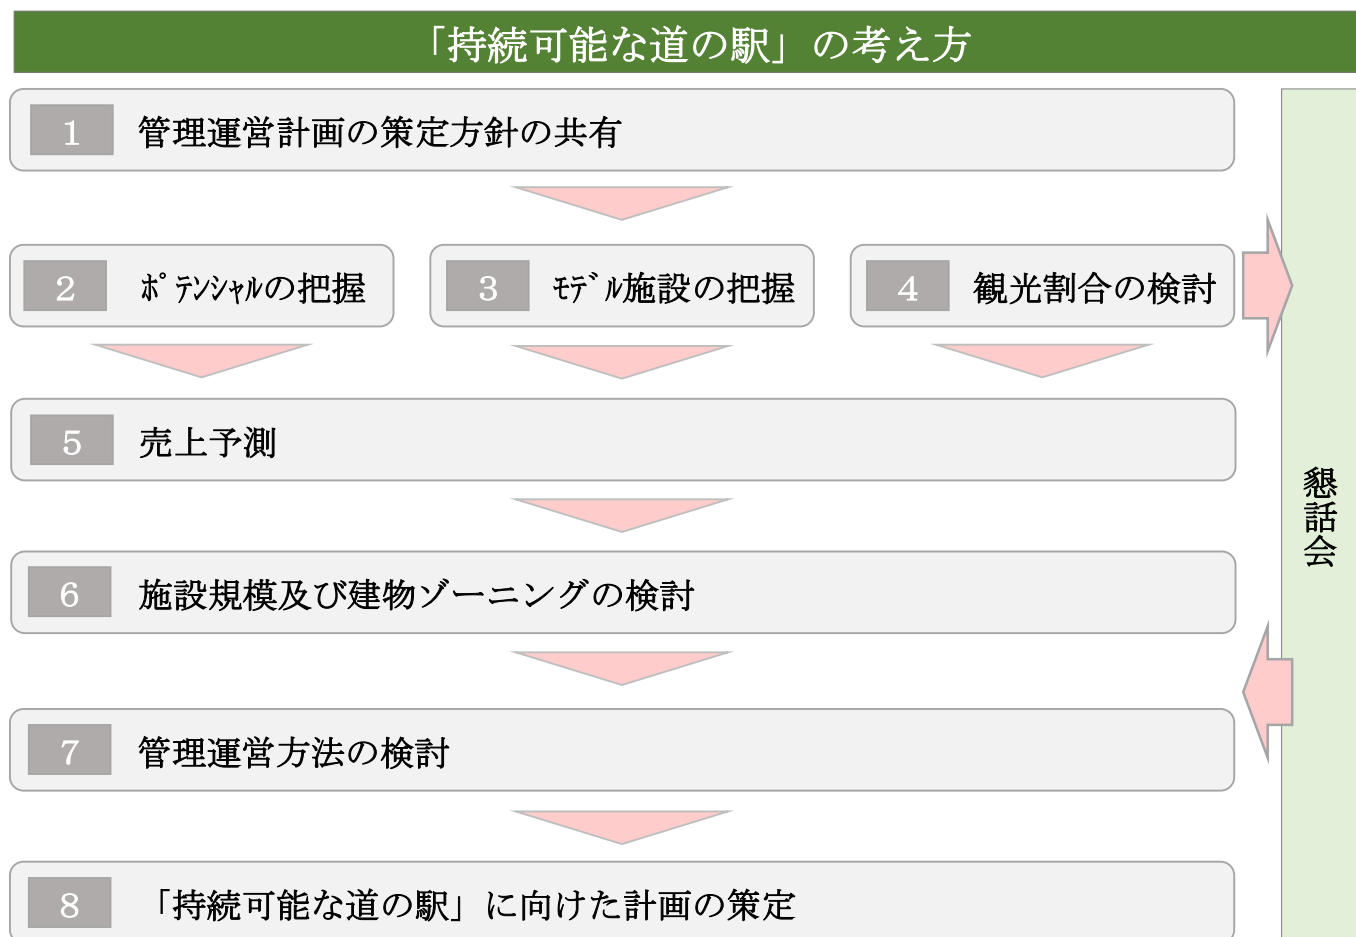 「持続可能な道の駅」の考え方
1 管理運営計画の策定方針の共有
2 ﾎﾟﾃﾝｼｬﾙの把握
3 ﾓﾃﾞﾙ施設の把握
4 観光割合の検討
5 売上予測
6 施設規模及び建物ゾーニングの検討
7 管理運営方法の検討
8 「持続可能な道の駅」に向けた計画の策定
懇話会